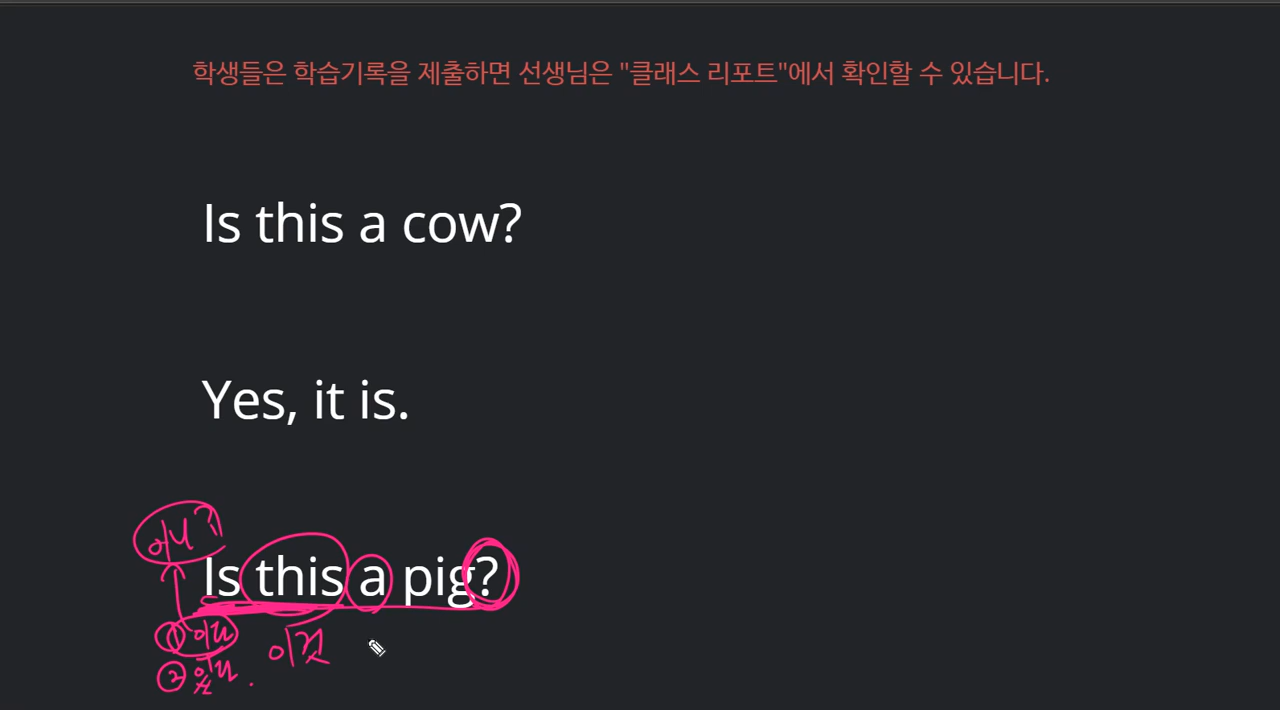 학생들은 학습기록을 제출하면 선생님은 "클래스 리포트"에서 확인할 수 있습니다.
Is this a cow?
Yes, it is.
이니?
Is this a pig?
① 이다
이것
② 있다.